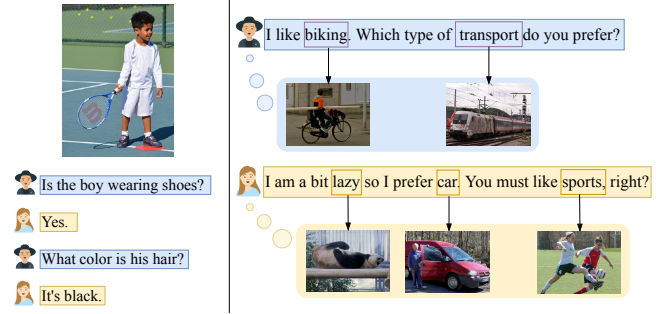 Is the boy wearing shoes?
Yes.
What color is his hair?
It's black.
I like biking. Which type of transport do you prefer?
I am a bit lazy so I prefer car. You must like sports, right?